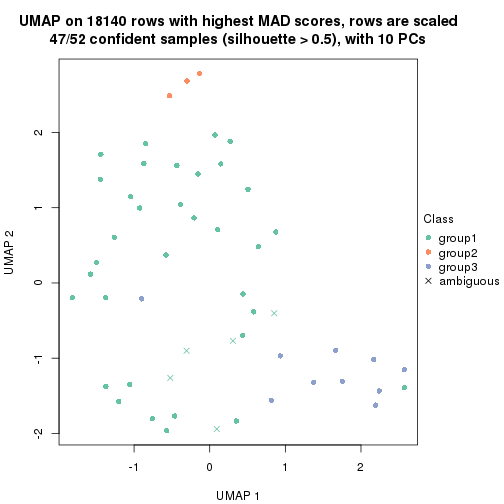 UMAP on 18140 rows with highest MAD scores, rows are scaled
47/52 confident samples (silhouette > 0.5), with 10 PCs
UMAP 2
2
1
0
-1
-2
-1
0
1
2
UMAP 1
Class
group1
group2
group3
ambiguous